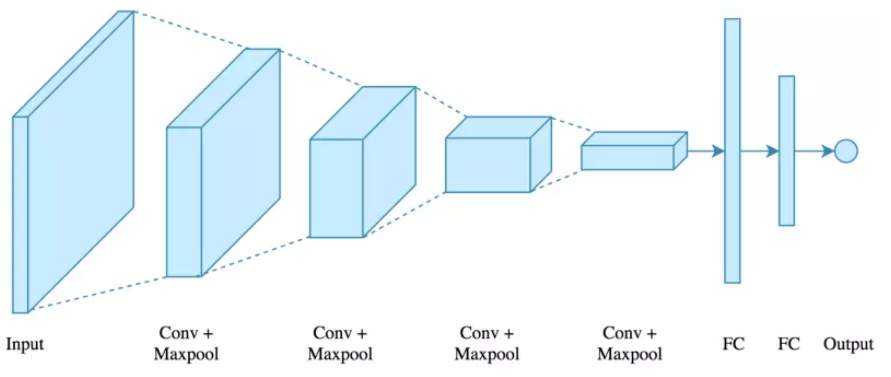 Input
Conv +
Maxpool
Conv +
Maxpool
Conv +
Maxpool
Conv +
Maxpool
FC
FC
Output